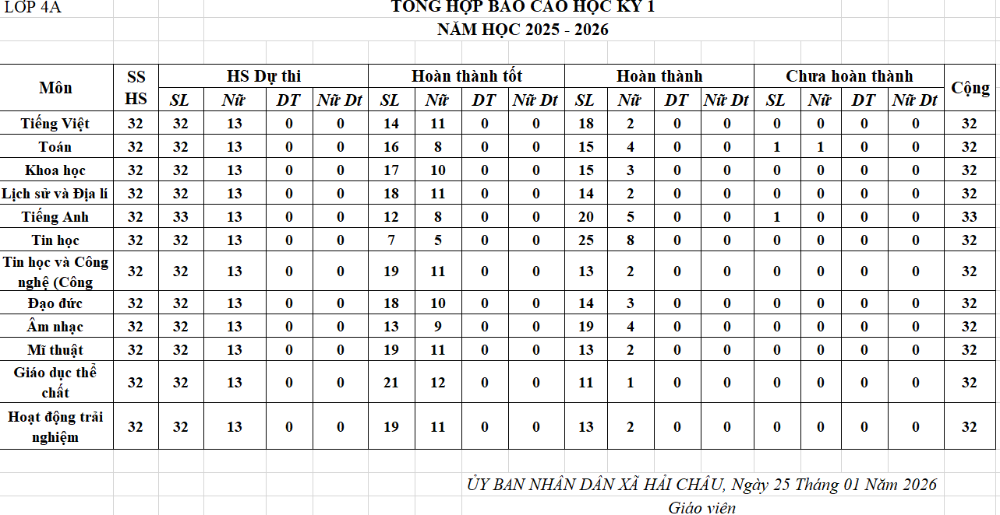 LỚP 4A
TỔNG HỢP BÁO CÁO HỌC KỲ 1
NĂM HỌC 2025 - 2026
Môn SS HS HS Dự thi Hoàn thành tốt Hoàn thành Chưa hoàn thành Cộng
SL Nữ DT Nữ Dt SL Nữ DT Nữ Dt SL Nữ DT Nữ Dt SL Nữ DT Nữ Dt
Tiếng Việt 32 32 13 0 0 14 11 0 0 18 2 0 0 0 0 0 0 32
Toán 32 32 13 0 0 16 8 0 0 15 4 0 0 1 1 0 0 32
Khoa học 32 32 13 0 0 17 10 0 0 15 3 0 0 0 0 0 0 32
Lịch sử và Địa lí 32 32 13 0 0 18 11 0 0 14 2 0 0 0 0 0 0 32
Tiếng Anh 32 33 13 0 0 12 8 0 0 20 5 0 0 1 0 0 0 33
Tin học 32 32 13 0 0 7 5 0 0 25 8 0 0 0 0 0 0 32
Tin học và Công
nghệ (Công 32 32 13 0 0 19 11 0 0 13 2 0 0 0 0 0 0 32
Đạo đức 32 32 13 0 0 18 10 0 0 14 3 0 0 0 0 0 0 32
Âm nhạc 32 32 13 0 0 13 9 0 0 19 4 0 0 0 0 0 0 32
Mĩ thuật 32 32 13 0 0 19 11 0 0 13 2 0 0 0 0 0 0 32
Giáo dục thể
chất 32 32 13 0 0 21 12 0 0 11 1 0 0 0 0 0 0 32
Hoạt động trải
nghiệm 32 32 13 0 0 19 11 0 0 13 2 0 0 0 0 0 0 32
ỦY BAN NHÂN DÂN XÃ HẢI CHÂU, Ngày 25 Tháng 01 Năm 2026
Giáo viên